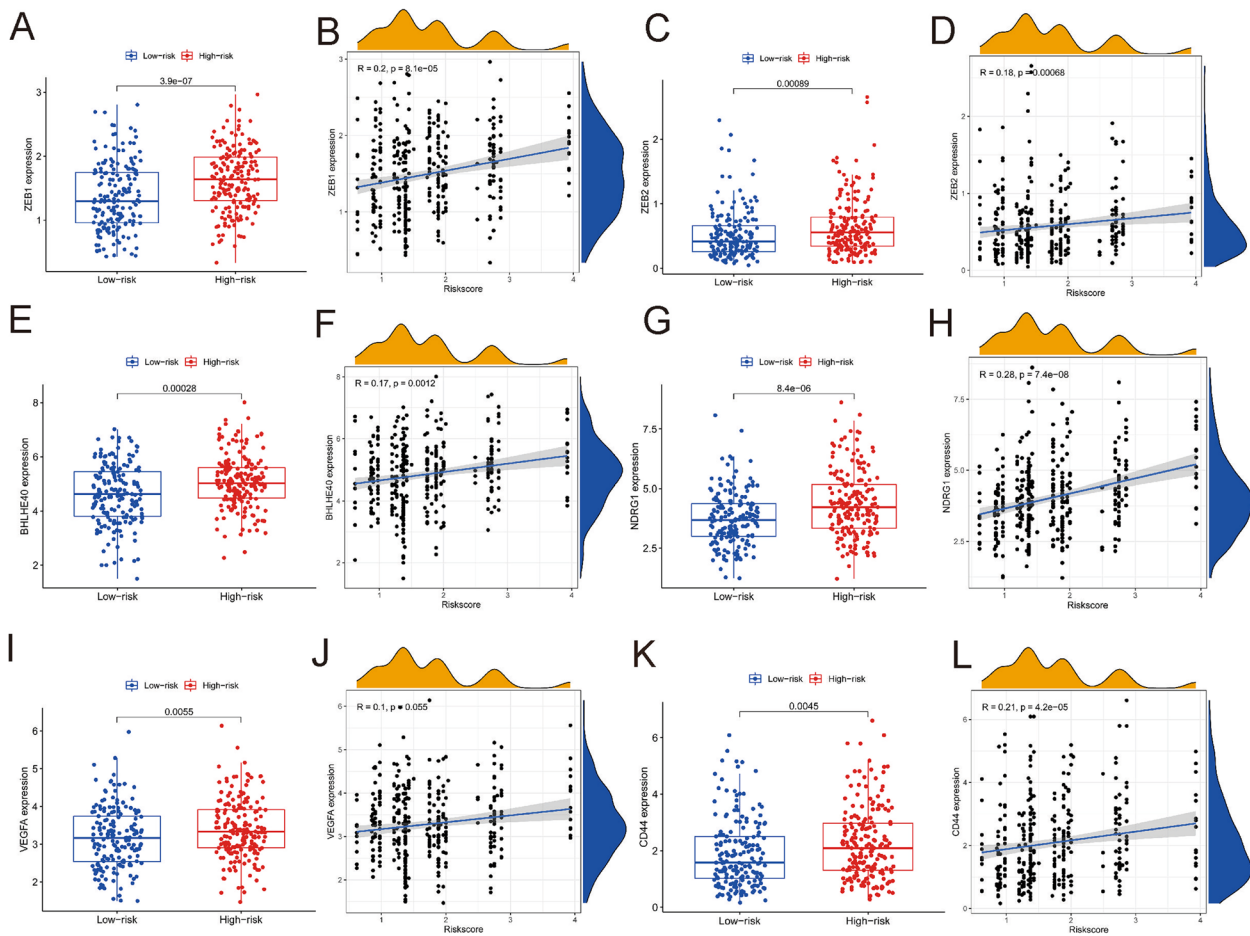 A
Low-risk High-risk
3.9e-07
ZEB1 expression
3
2
1
Low-risk High-risk
B
R = 0.2, p = 8.1e-05
ZEB1 expression
3
2
1
1 2 3 4
Riskscore
C
Low-risk High-risk
0.00089
ZEB2 expression
2
1
0
Low-risk High-risk
D
R = 0.18, p = 0.00068
ZEB2 expression
2
1
0
1 2 3 4
Riskscore
E
Low-risk High-risk
0.00028
BHLHE40 expression
8
6
4
2
Low-risk High-risk
F
R = 0.17, p = 0.0012
BHLHE40 expression
8
6
4
2
1 2 3 4
Riskscore
G
Low-risk High-risk
8.4e-06
NDRG1 expression
7.5
5.0
2.5
Low-risk High-risk
H
R = 0.28, p = 7.4e-08
NDRG1 expression
7.5
5.0
2.5
1 2 3 4
Riskscore
I
Low-risk High-risk
0.0055
VEGFA expression
6
5
4
3
2
Low-risk High-risk
J
R = 0.1, p = 0.055
VEGFA expression
6
5
4
3
2
1 2 3 4
Riskscore
K
Low-risk High-risk
0.0045
CD44 expression
6
4
2
0
Low-risk High-risk
L
R = 0.21, p = 4.2e-05
CD44 expression
6
4
2
0
1 2 3 4
Riskscore